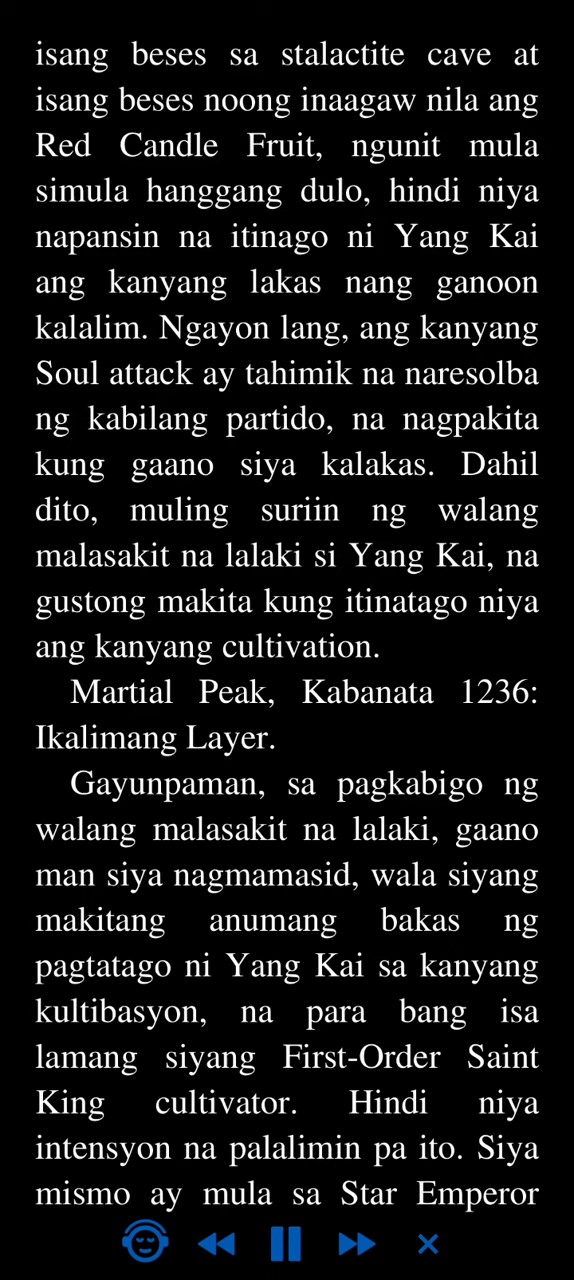 isang beses sa stalactite cave at
isang beses noong inaagaw nila ang
Red Candle Fruit, ngunit mula
simula hanggang dulo, hindi niya
napansin na itinago ni Yang Kai
ang kanyang lakas nang ganoon
kalalim. Ngayon lang, ang kanyang
Soul attack ay tahimik na naresolba
ng kabilang partido, na nagpakita
kung gaano siya kalakas. Dahil
dito, muling suriin ng walang
malasakit na lalaki si Yang Kai, na
gustong makita kung itinatago niya
ang kanyang cultivation.
Martial Peak, Kabanata 1236:
Ikalimang Layer.
Gayunpaman, sa pagkabigo ng
walang malasakit na lalaki, gaano
man siya nagmamasid, wala siyang
makitang anumang bakas ng
pagtatago ni Yang Kai sa kanyang
kultibasyon, na para bang isa
lamang siyang First-Order Saint
King cultivator. Hindi niya
intensyon na palalimin pa ito. Siya
mismo ay mula sa Star Emperor